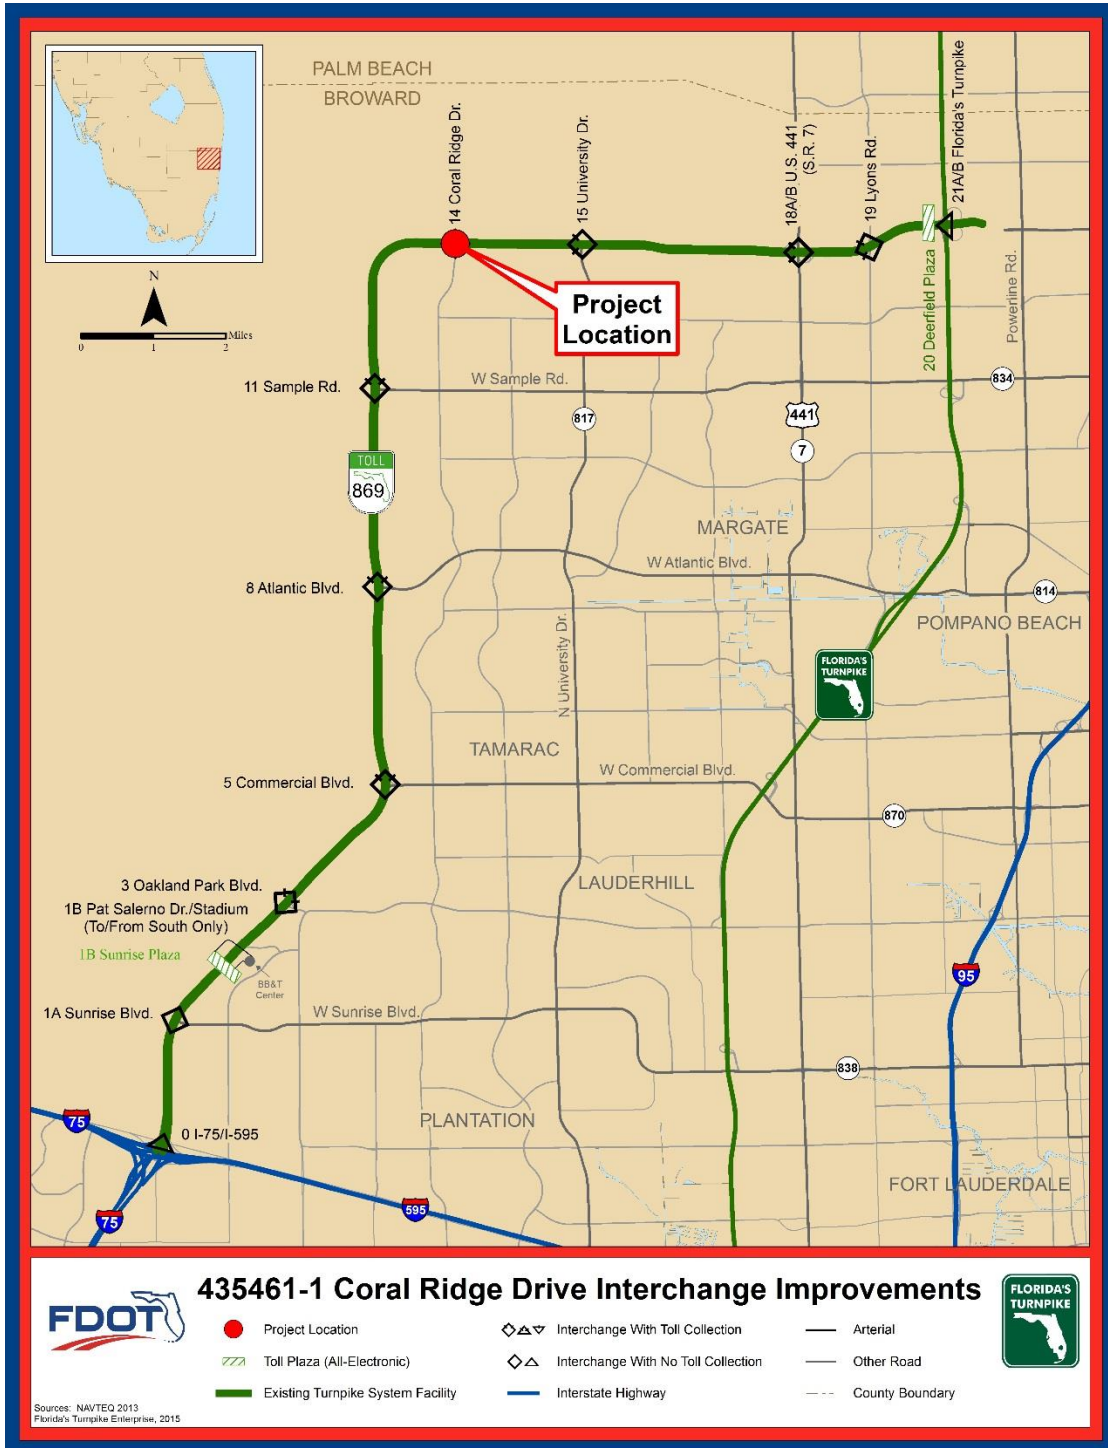 PALM BEACH
BROWARD
14 Coral Ridge Dr.
15 University Dr.
18A/B U.S. 441
(S.R. 7)
19 Lyons Rd.
20 Deerfield Plaza
21A/B Florida's Turnpike
Powerline Rd.
N
Miles
0 1 2
Project
Location
11 Sample Rd.
W Sample Rd.
834
817
441
7
TOLL
869
MARGATE
8 Atlantic Blvd.
W Atlantic Blvd.
814
POMPANO BEACH
N University Dr.
FLORIDA'S
TURNPIKE
TAMARAC
5 Commercial Blvd.
W Commercial Blvd.
870
LAUDERHILL
3 Oakland Park Blvd.
1B Pat Salerno Dr./Stadium
(To/From South Only)
1B Sunrise Plaza
BB&T
Center
95
1A Sunrise Blvd.
W Sunrise Blvd.
838
PLANTATION
75
0 I-75/I-595
FORT LAUDERDALE
75
595
FDOT
435461-1 Coral Ridge Drive Interchange Improvements
FLORIDA'S
TURNPIKE
Project Location
Interchange With Toll Collection
Arterial
Toll Plaza (All-Electronic)
Interchange With No Toll Collection
Other Road
Existing Turnpike System Facility
Interstate Highway
County Boundary
Sources: NAVTEQ 2013
Florida's Turnpike Enterprise, 2015